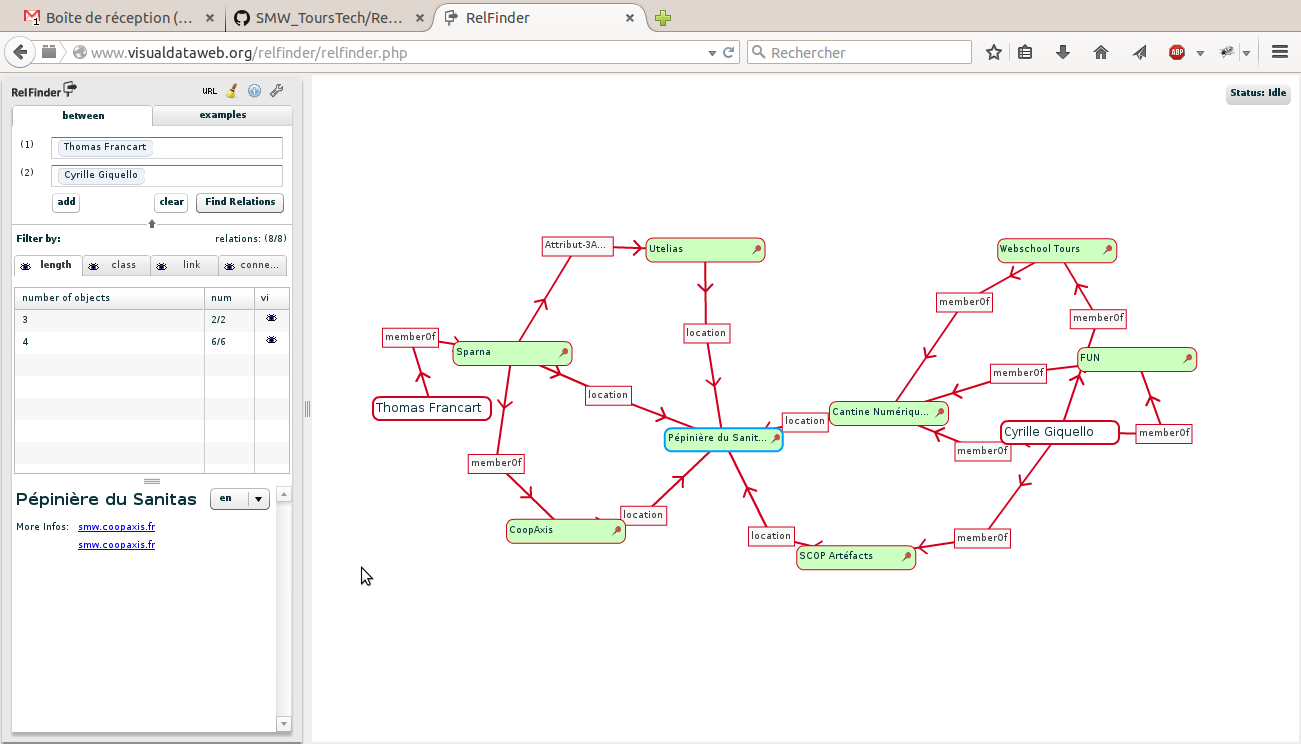 Boîte de réception (...
SMW_ToursTech/Re...
RelFinder
www.visualdataweb.org/relfinder/relfinder.php
Rechercher
ABP
RelFinder
URL
Status: Idle
between
examples
(1)
Thomas Francart
(2)
Cyrille Giquello
add
clear
Find Relations
Filter by:
relations: (8/8)
length
class
link
conne...
number of objects
num
vi
3
2/2
4
6/6
Pépinière du Sanitas
en
More Infos:
smw.coopaxis.fr
smw.coopaxis.fr
Attribut-3A...
Utelias
Webschool Tours
memberOf
memberOf
location
memberOf
Sparna
FUN
memberOf
location
Thomas Francart
Cantine Numériqu...
location
Pépinière du Sanit...
Cyrille Giquello
memberOf
memberOf
memberOf
location
CoopAxis
location
memberOf
SCOP Artéfacts